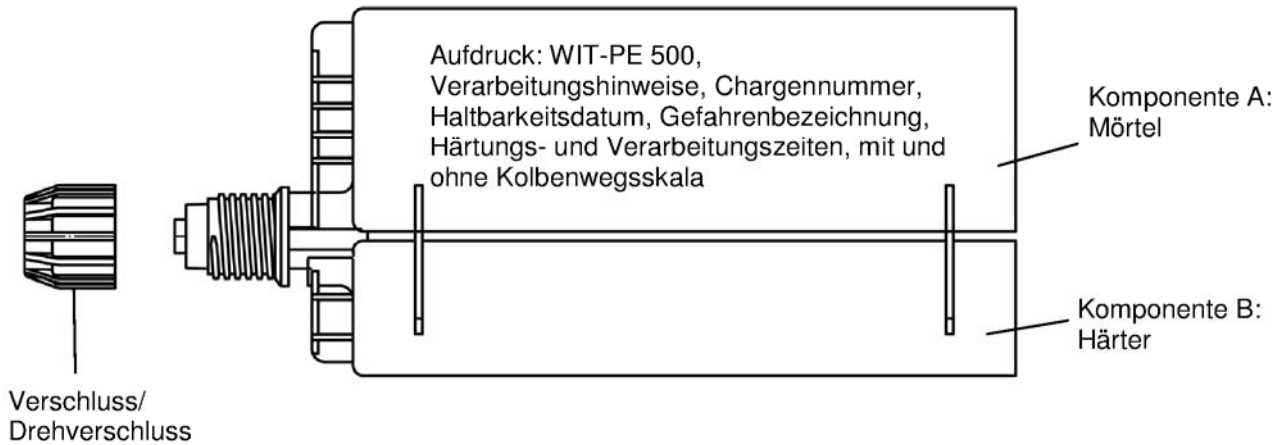 Aufdruck: WIT-PE 500,
Verarbeitungshinweise, Chargennummer,
Haltbarkeitsdatum, Gefahrenbezeichnung,
Härtungs- und Verarbeitungszeiten, mit und
ohne Kolbenwegsskala
Komponente A:
Mörtel
Komponente B:
Härter
Verschluss/
Drehverschluss